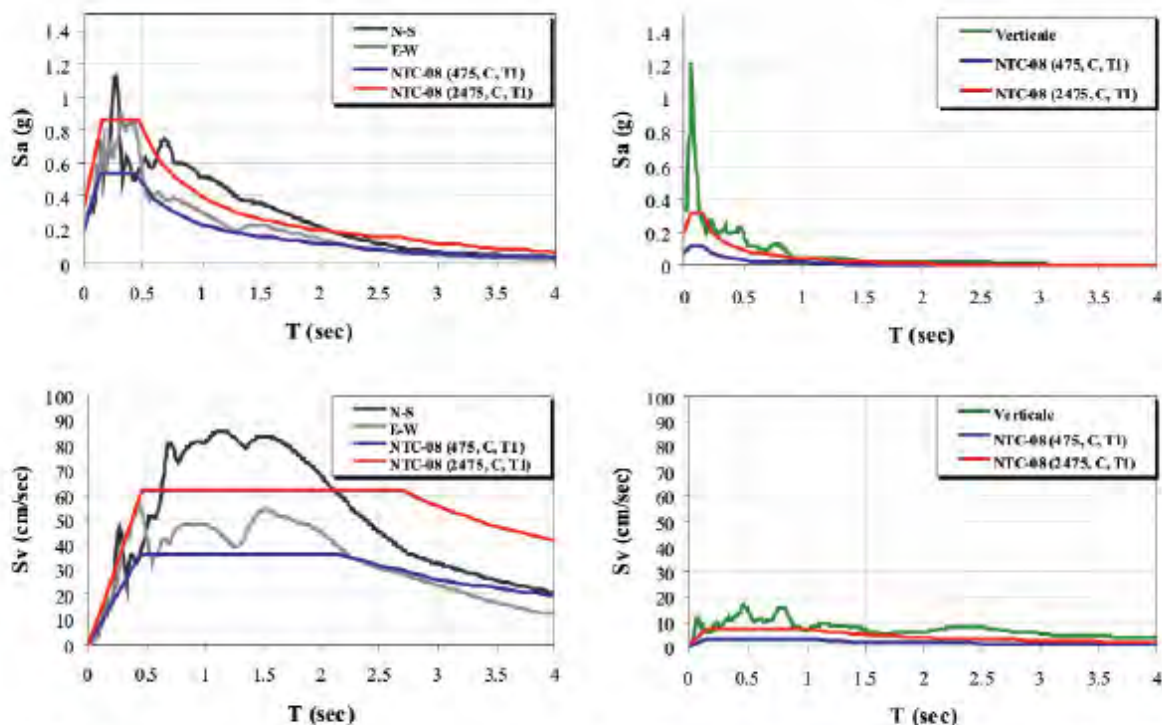 1.4
1.2
1
0.8
0.6
0.4
0.2
0
Sa (g)
N-S
E-W
NTC-08 (475, C, T1)
NTC-08 (2475, C, T1)
0 0.5 1 1.5 2 2.5 3 3.5 4
T (sec)
1.4
1.2
1
0.8
0.6
0.4
0.2
0
Sa (g)
Verticale
NTC-08 (475, C, T1)
NTC-08 (2475, C, T1)
0 0.5 1 1.5 2 2.5 3 3.5 4
T (sec)
100
90
80
70
60
50
40
30
20
10
0
Sv (cm/sec)
N-S
E-W
NTC-08 (475, C, T1)
NTC-08 (2475, C, T1)
0 0.5 1 1.5 2 2.5 3 3.5 4
T (sec)
100
90
80
70
60
50
40
30
20
10
0
Sv (cm/sec)
Verticale
NTC-08 (475, C, T1)
NTC-08 (2475, C, T1)
0 0.5 1 1.5 2 2.5 3 3.5 4
T (sec)